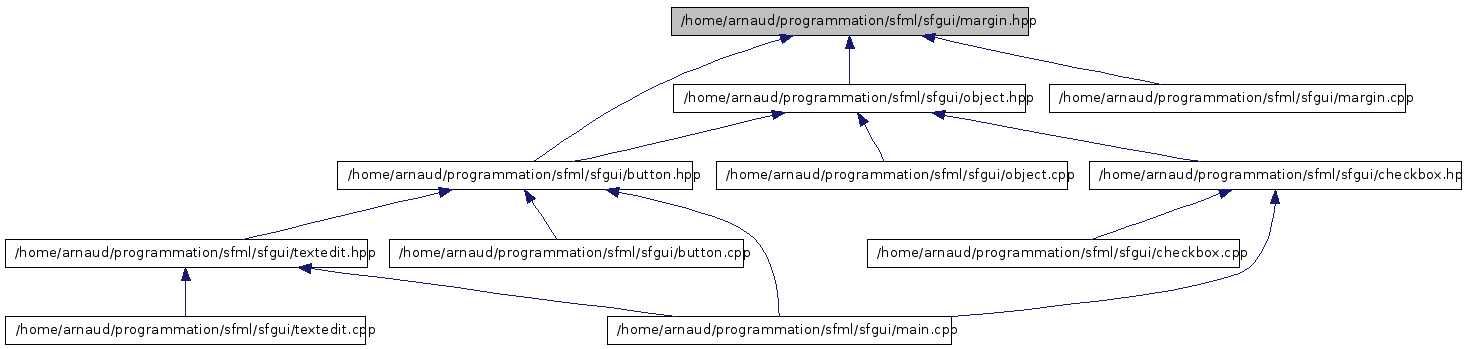 /home/arnaud/programmation/sfml/sfgui/margin.hpp
/home/arnaud/programmation/sfml/sfgui/object.hpp
/home/arnaud/programmation/sfml/sfgui/margin.cpp
/home/arnaud/programmation/sfml/sfgui/button.hpp
/home/arnaud/programmation/sfml/sfgui/object.cpp
/home/arnaud/programmation/sfml/sfgui/checkbox.hp
/home/arnaud/programmation/sfml/sfgui/textedit.hpp
/home/arnaud/programmation/sfml/sfgui/button.cpp
/home/arnaud/programmation/sfml/sfgui/checkbox.cpp
/home/arnaud/programmation/sfml/sfgui/textedit.cpp
/home/arnaud/programmation/sfml/sfgui/main.cpp